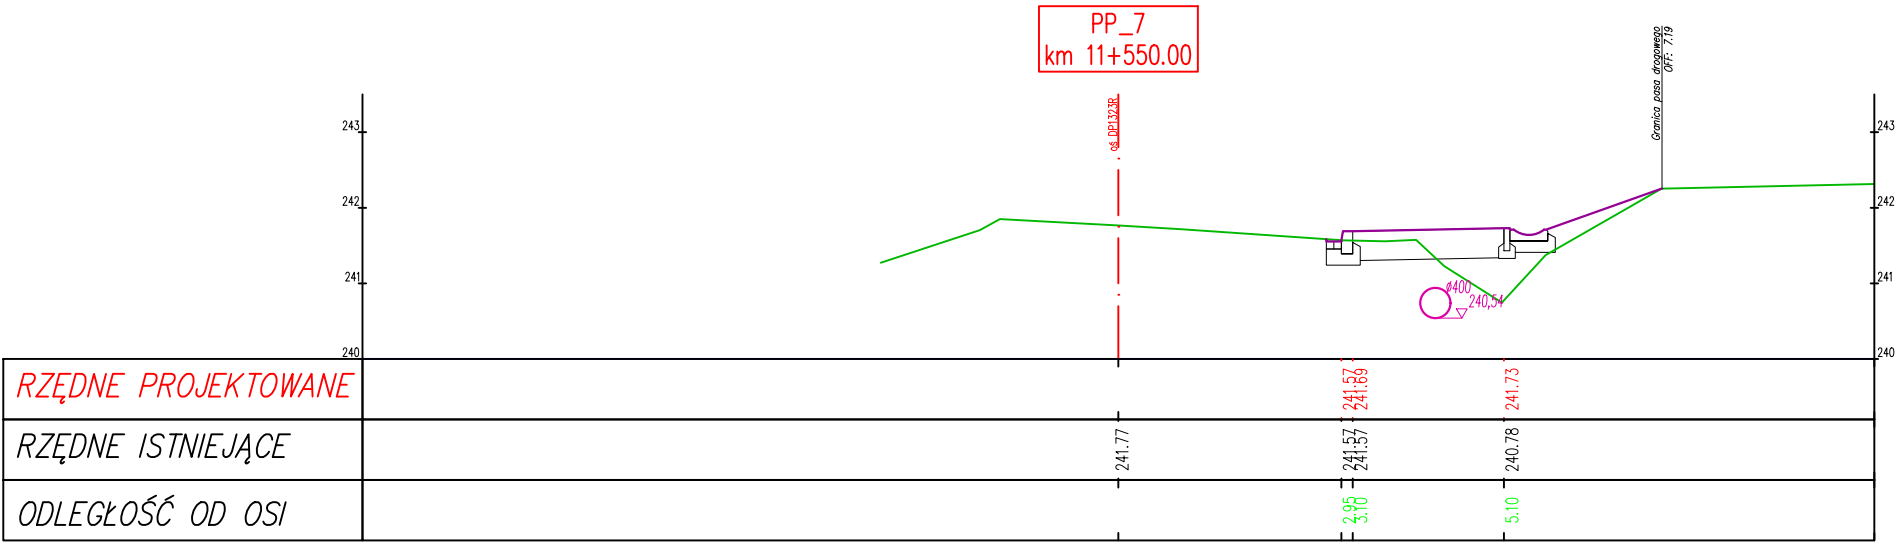 PP_7
km 11+550.00
Granica pasa drogowego
OFF: 7.19
oś DP1323R
243
243
242
242
241
241
ø400
240,54
240
240
RZĘDNE PROJEKTOWANE
241.57
241.69
241.73
RZĘDNE ISTNIEJĄCE
241.77
241.57
241.57
240.78
ODLEGŁOŚĆ OD OSI
2.95
3.10
5.10